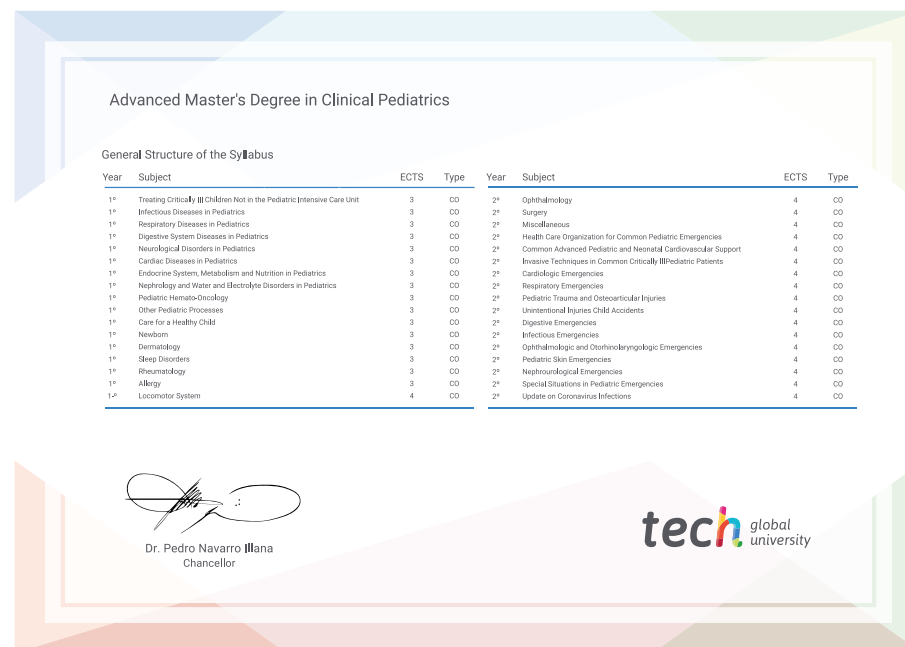 Advanced Master's Degree in Clinical Pediatrics
General Structure of the Syllabus
Year Subject ECTS Type
1º Treating Critically Ill Children Not in the Pediatric Intensive Care Unit 3 CO
1º Infectious Diseases in Pediatrics 3 CO
1º Respiratory Diseases in Pediatrics 3 CO
1º Digestive System Diseases in Pediatrics 3 CO
1º Neurological Disorders in Pediatrics 3 CO
1º Cardiac Diseases in Pediatrics 3 CO
1º Endocrine System, Metabolism and Nutrition in Pediatrics 3 CO
1º Nephrology and Water and Electrolyte Disorders in Pediatrics 3 CO
1º Pediatric Hemato-Oncology 3 CO
1º Other Pediatric Processes 3 CO
1º Care for a Healthy Child 3 CO
1º Newborn 3 CO
1º Dermatology 3 CO
1º Sleep Disorders 3 CO
1º Rheumatology 3 CO
1º Allergy 3 CO
1º Locomotor System 4 CO
Year Subject ECTS Type
2º Ophthalmology 4 CO
2º Surgery 4 CO
2º Miscellaneous 4 CO
2º Health Care Organization for Common Pediatric Emergencies 4 CO
2º Common Advanced Pediatric and Neonatal Cardiovascular Support 4 CO
2º Invasive Techniques in Common Critically IllPediatric Patients 4 CO
2º Cardiologic Emergencies 4 CO
2º Respiratory Emergencies 4 CO
2º Pediatric Trauma and Osteoarticular Injuries 4 CO
2º Unintentional Injuries Child Accidents 4 CO
2º Digestive Emergencies 4 CO
2º Infectious Emergencies 4 CO
2º Ophthalmologic and Otorhinolaryngologic Emergencies 4 CO
2º Pediatric Skin Emergencies 4 CO
2º Nephrourological Emergencies 4 CO
2º Special Situations in Pediatric Emergencies 4 CO
2º Update on Coronavirus Infections 4 CO
Dr. Pedro Navarro Illana
Chancellor
tech global
university